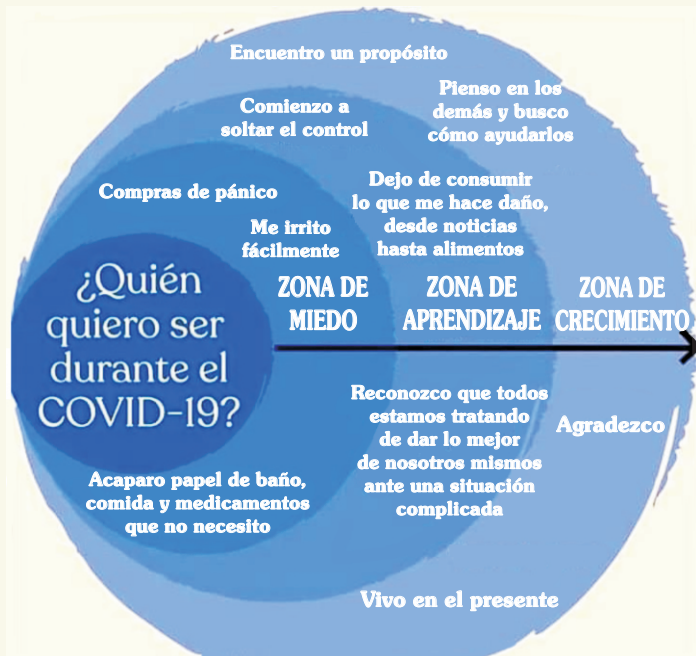 Encuentro un propósito
Pienso en los
demás y busco
cómo ayudarlos
Comienzo a
soltar el control
Dejo de consumir
lo que me hace daño,
desde noticias
hasta alimentos
Compras de pánico
Me irrito
fácilmente
¿Quién
quiero ser
durante el
COVID-19?
ZONA DE
MIEDO
ZONA DE
APRENDIZAJE
ZONA DE
CRECIMIENTO
Reconozco que todos
estamos tratando
de dar lo mejor
de nosotros mismos
ante una situación
complicada
Agradezco
Acaparo papel de baño,
comida y medicamentos
que no necesito
Vivo en el presente